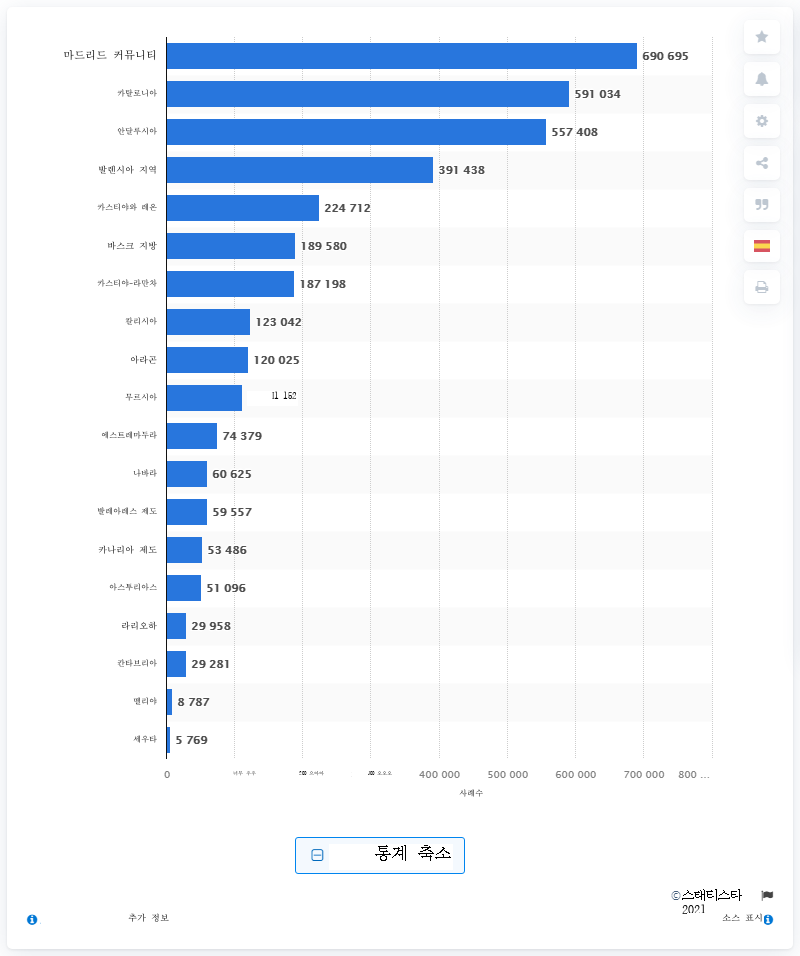 마드리드 커뮤니티 690 695
카탈로니아 591 034
안달루시아 557 408
발렌시아 지역 391 438
카스티야와 레온 224 712
바스크 지방 189 580
카스티야-라만차 187 198
갈리시아 123 042
아라곤 120 025
무르시아 11 152
에스트레마두라 74 379
나바라 60 625
발레아레스 제도 59 557
카나리아 제도 53 486
아스투리아스 51 096
라리오하 29 958
칸타브리아 29 281
멜리야 8 787
세우타 5 769
0 400 000 500 000 600 000 700 000 800 ...
사례수
통계 축소
©스태티스타
2021
추가 정보 소스 표시